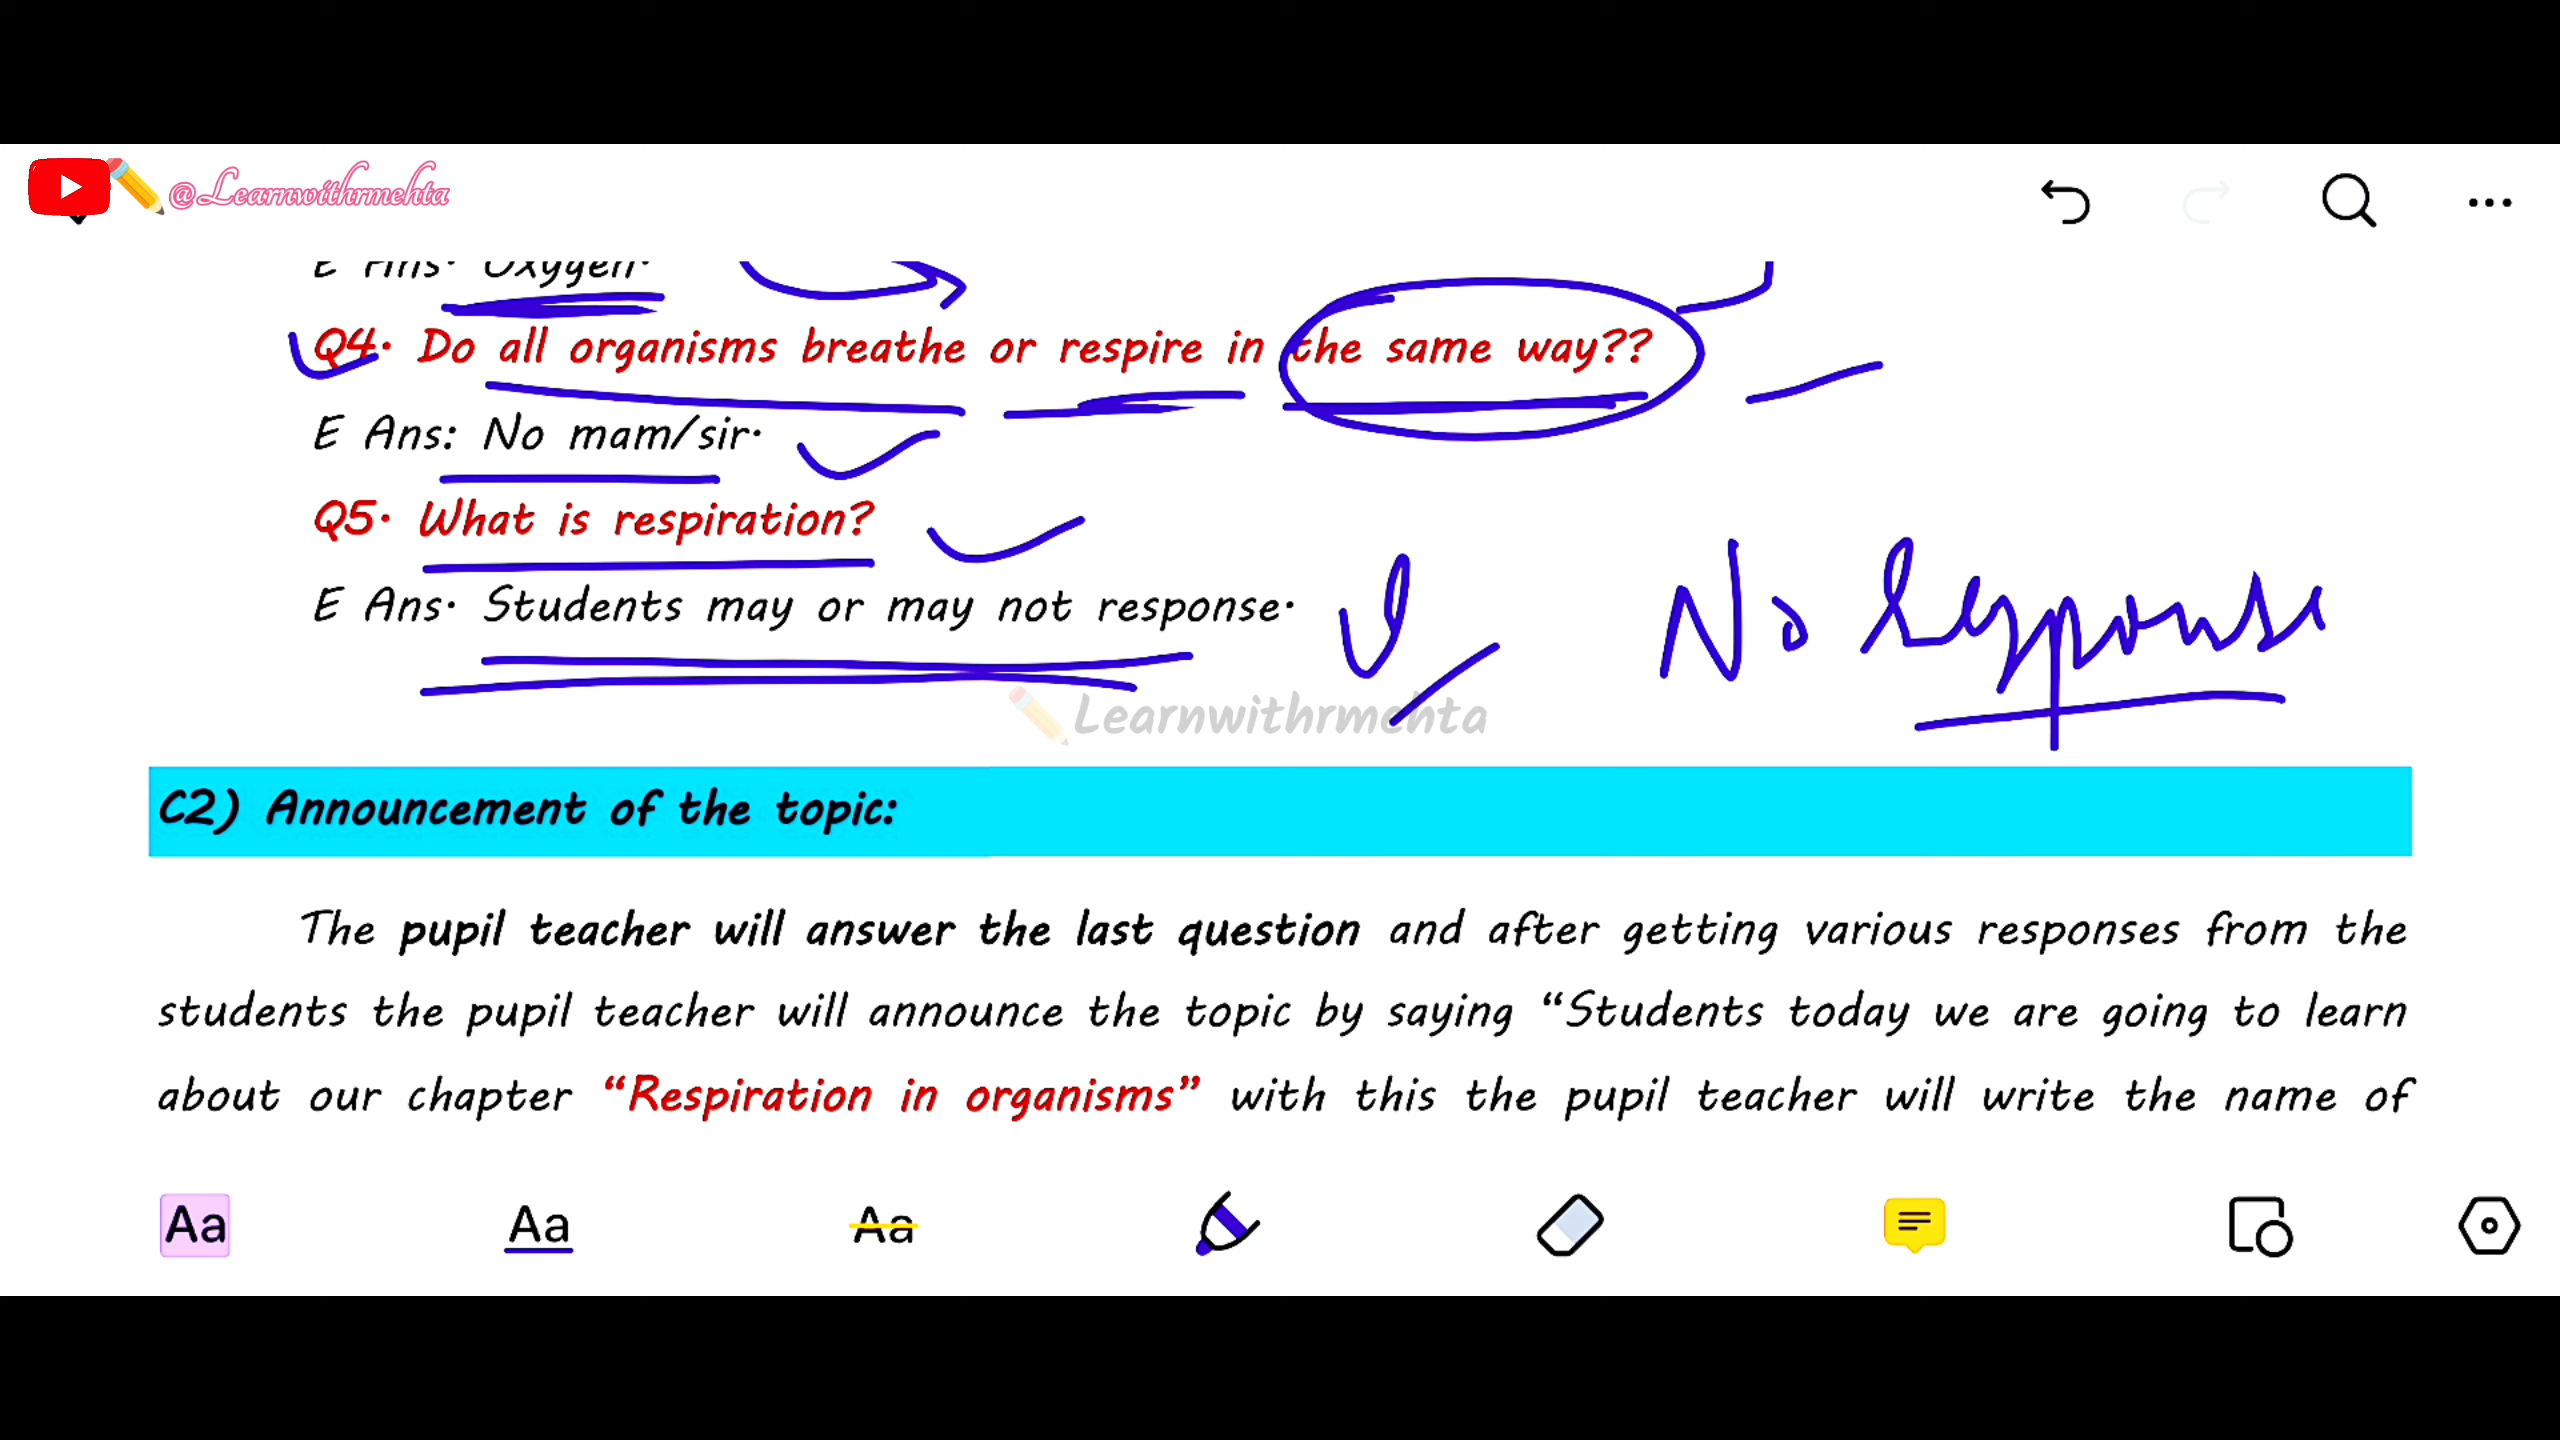 @Learnwithrmehta
E Ans. Oxygen.
Q4. Do all organisms breathe or respire in the same way??
E Ans: No mam/sir.
Q5. What is respiration?
E Ans. Students may or may not response.
No response
Learnwithrmehta
C2) Announcement of the topic:
The pupil teacher will answer the last question and after getting various responses from the
students the pupil teacher will announce the topic by saying “Students today we are going to learn
about our chapter “Respiration in organisms” with this the pupil teacher will write the name of
Aa Aa Aa